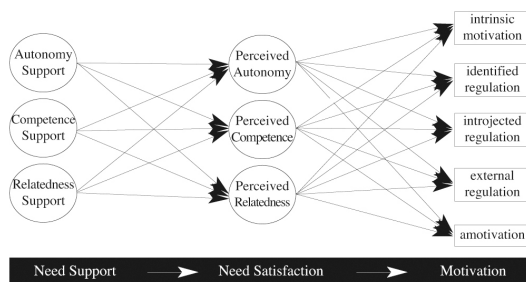 Autonomy
Support
Competence
Support
Relatedness
Support
Perceived
Autonomy
Perceived
Competence
Perceived
Relatedness
intrinsic
motivation
identified
regulation
introjected
regulation
external
regulation
amotivation
Need Support
Need Satisfaction
Motivation